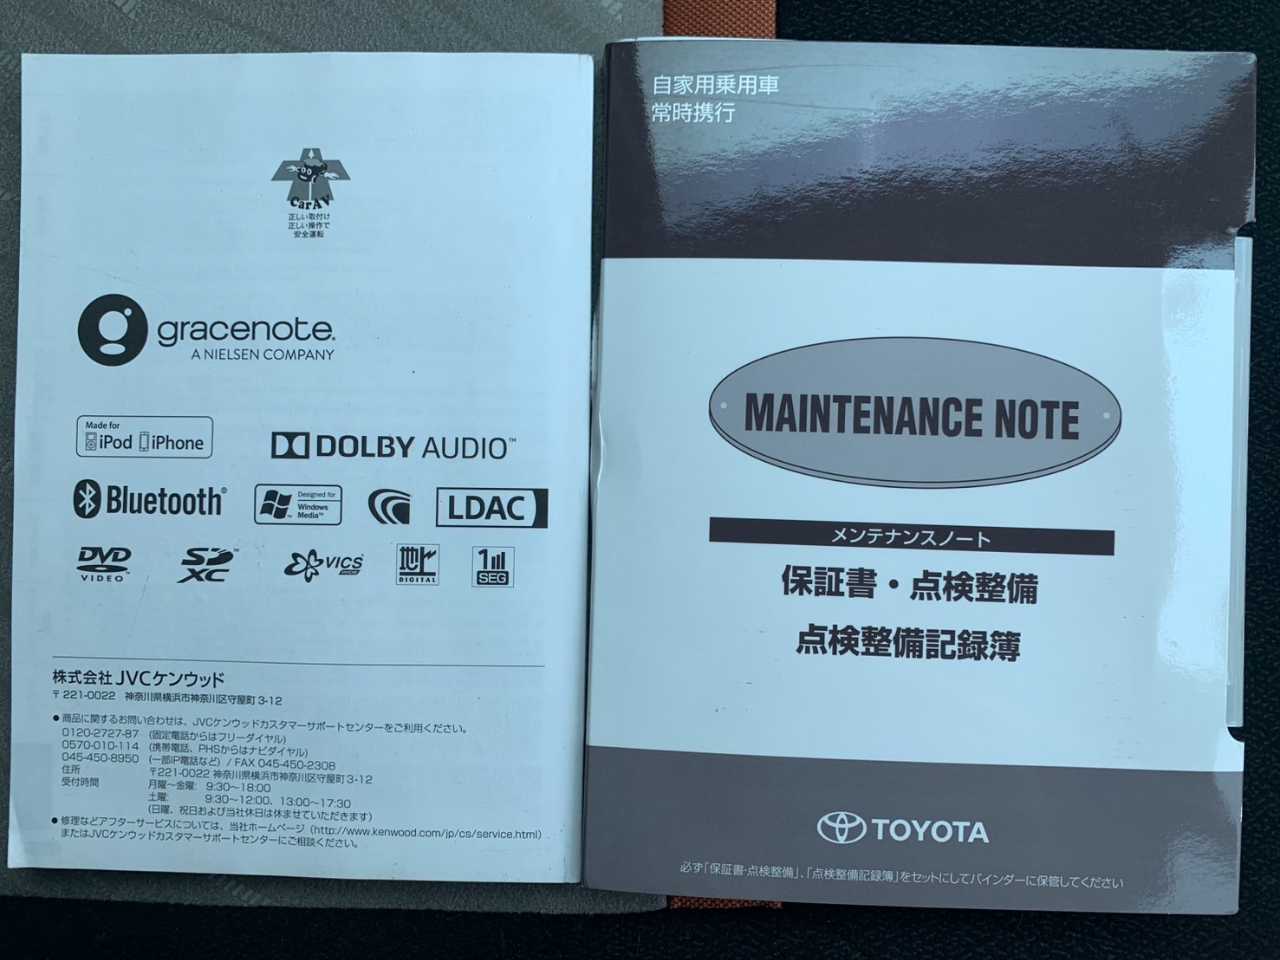 CarAV
正しい取付け
正しい操作で
安全運転
gracenote.
A NIELSEN COMPANY
Made for
iPod iPhone
DOLBY AUDIO™
Bluetooth®
Designed for
Windows
Media™
LDAC
DVD
VIDEO™
SD
XC™
VICS
地上
DIGITAL
1
SEG
株式会社 JVCケンウッド
〒221-0022 神奈川県横浜市神奈川区守屋町3-12
● 商品に関するお問い合わせは、JVCケンウッドカスタマーサポートセンターをご利用ください。
0120-2727-87 (固定電話からはフリーダイヤル)
0570-010-114 (携帯電話、PHSからはナビダイヤル)
045-450-8950 (一部IP電話など) / FAX 045-450-2308
住所 〒221-0022 神奈川県横浜市神奈川区守屋町3-12
受付時間 月曜〜金曜: 9:30〜18:00
土曜: 9:30〜12:00、13:00〜17:30
(日曜、祝日および当社休日は休ませていただきます)
● 修理などアフターサービスについては、当社ホームページ (http://www.kenwood.com/jp/cs/service.html)
またはJVCケンウッドカスタマーサポートセンターにご相談ください。
自家用乗用車
常時携行
MAINTENANCE NOTE
メンテナンスノート
保証書・点検整備
点検整備記録簿
TOYOTA
必ず「保証書・点検整備」、「点検整備記録簿」をセットにしてバインダーに保管してください